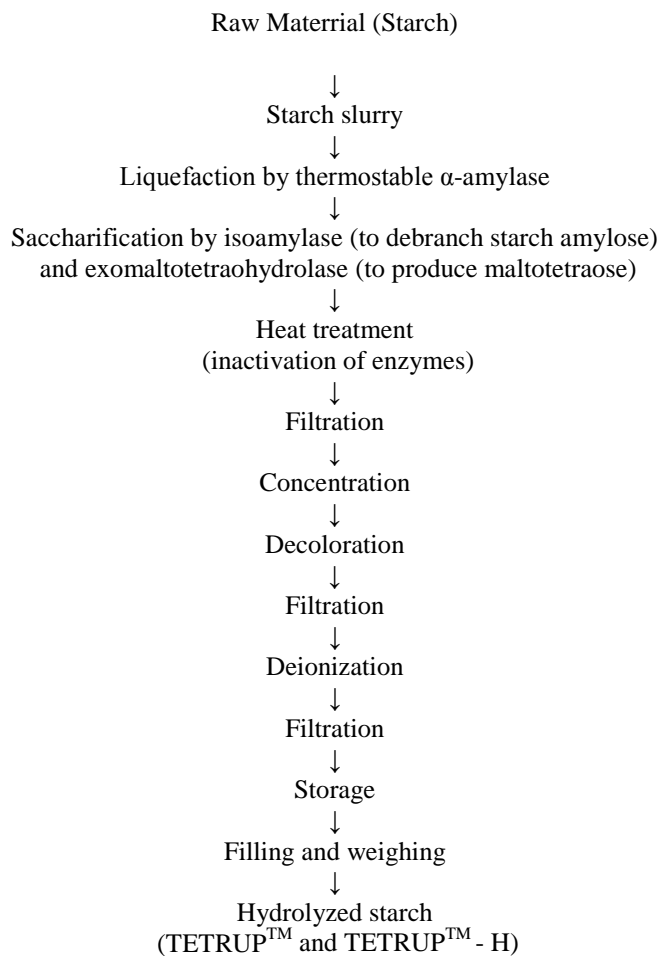 Raw Materrial (Starch)
↓
Starch slurry
↓
Liquefaction by thermostable α-amylase
↓
Saccharification by isoamylase (to debranch starch amylose)
and exomaltotetraohydrolase (to produce maltotetraose)
↓
Heat treatment
(inactivation of enzymes)
↓
Filtration
↓
Concentration
↓
Decoloration
↓
Filtration
↓
Deionization
↓
Filtration
↓
Storage
↓
Filling and weighing
↓
Hydrolyzed starch
(TETRUP™ and TETRUP™ - H)